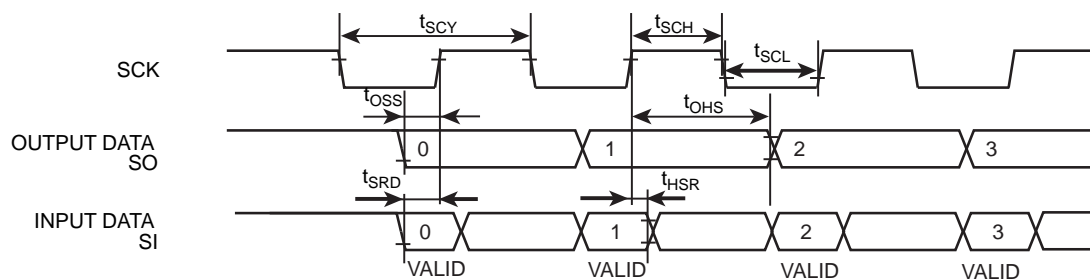 tSCY
tSCH
SCK
tSCL
tOSS
tOHS
OUTPUT DATA
SO
0
1
2
3
tSRD
tHSR
INPUT DATA
SI
0
1
2
3
VALID
VALID
VALID
VALID